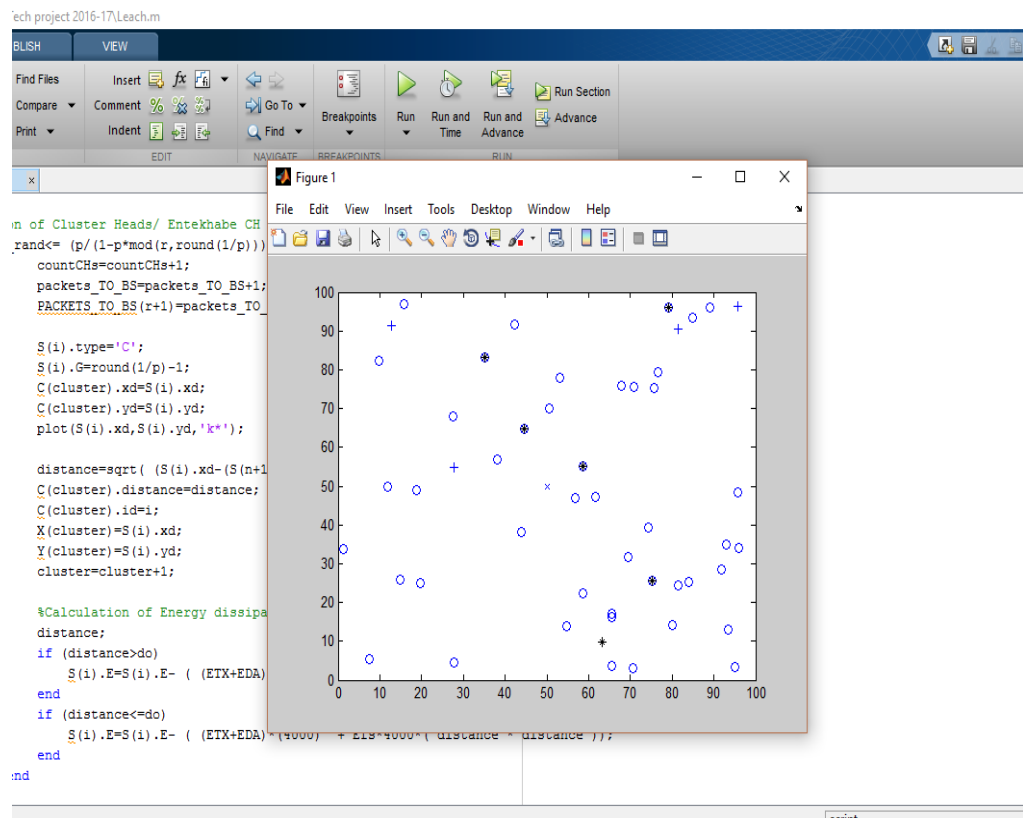 Tech project 2016-17\Leach.m
BLISH VIEW
Find Files Insert fx
Compare Comment Go To Breakpoints Run Run and Time Run and Advance Run Section
Print Indent Find Advance
EDIT NAVIGATE BREAKPOINTS RUN
x
Figure 1
File Edit View Insert Tools Desktop Window Help
on of Cluster Heads/ Entekhabe CH
_rand<= (p/(1-p*mod(r,round(1/p)))
countCHs=countCHs+1;
packets_TO_BS=packets_TO_BS+1;
PACKETS_TO_BS(r+1)=packets_TO_
S(i).type='C';
S(i).G=round(1/p)-1;
C(cluster).xd=S(i).xd;
C(cluster).yd=S(i).yd;
plot(S(i).xd,S(i).yd,'k*');
distance=sqrt( (S(i).xd-(S(n+1
C(cluster).distance=distance;
C(cluster).id=i;
X(cluster)=S(i).xd;
Y(cluster)=S(i).yd;
cluster=cluster+1;
%Calculation of Energy dissipa
distance;
if (distance>do)
S(i).E=S(i).E- ( (ETX+EDA)
end
if (distance<=do)
S(i).E=S(i).E- ( (ETX+EDA)*(4000) + Efs*4000*( distance * distance ));
end
end
100
90
80
70
60
50
40
30
20
10
0
0 10 20 30 40 50 60 70 80 90 100
script